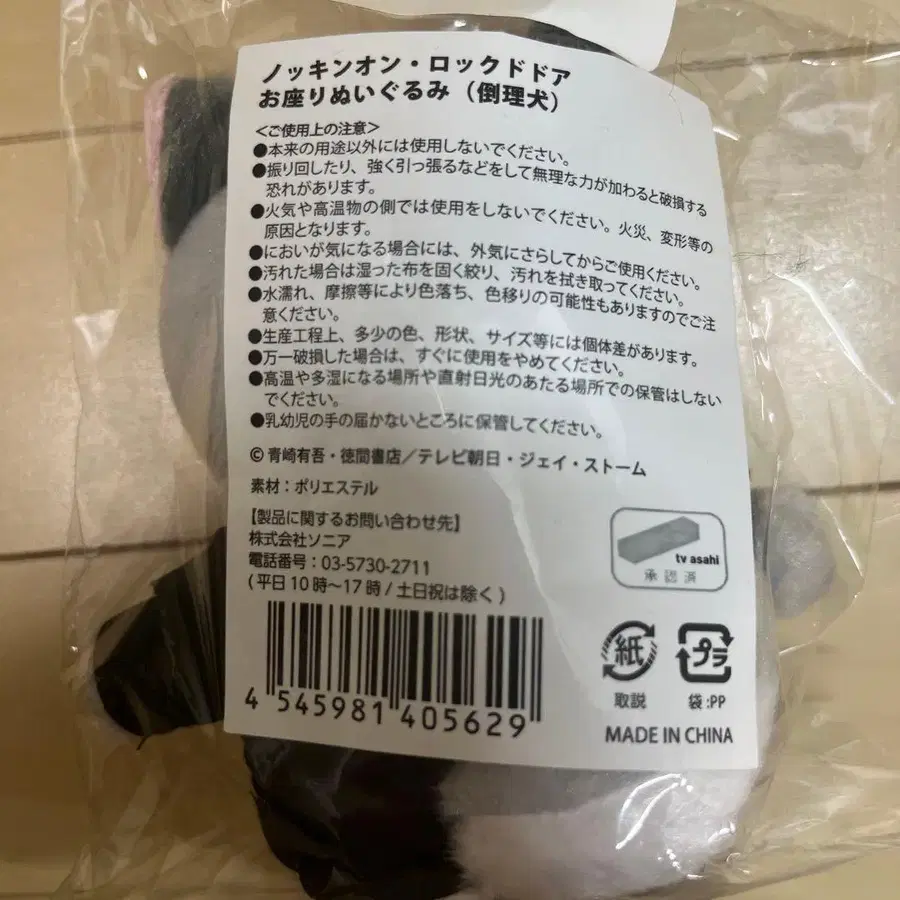 ノッキンオン・ロックドドア
お座りぬいぐるみ（倒理犬）
＜ご使用上の注意＞
●本来の用途以外には使用しないでください。
●振り回したり、強く引っ張るなどをして無理な力が加わると破損する
恐れがあります。
●火気や高温物の側では使用をしないでください。火災、変形等の
原因となります。
●においが気になる場合には、外気にさらしてからご使用ください。
●汚れた場合は湿った布を固く絞り、汚れを拭き取ってください。
●水濡れ、摩擦等により色落ち、色移りの可能性もありますのでご注
意ください。
●生産工程上、多少の色、形状、サイズ等には個体差があります。
●万一破損した場合は、すぐに使用をやめてください。
●高温や多湿になる場所や直射日光のあたる場所での保管はしない
でください。
●乳幼児の手の届かないところに保管してください。
© 青崎有吾・徳間書店／テレビ朝日・ジェイ・ストーム
素材：ポリエステル
【製品に関するお問い合わせ先】
株式会社ソニア
電話番号：03-5730-2711
(平日10時～17時/土日祝は除く)
tv asahi
承認済
4 545981 405629
紙
取説
プラ
袋:PP
MADE IN CHINA